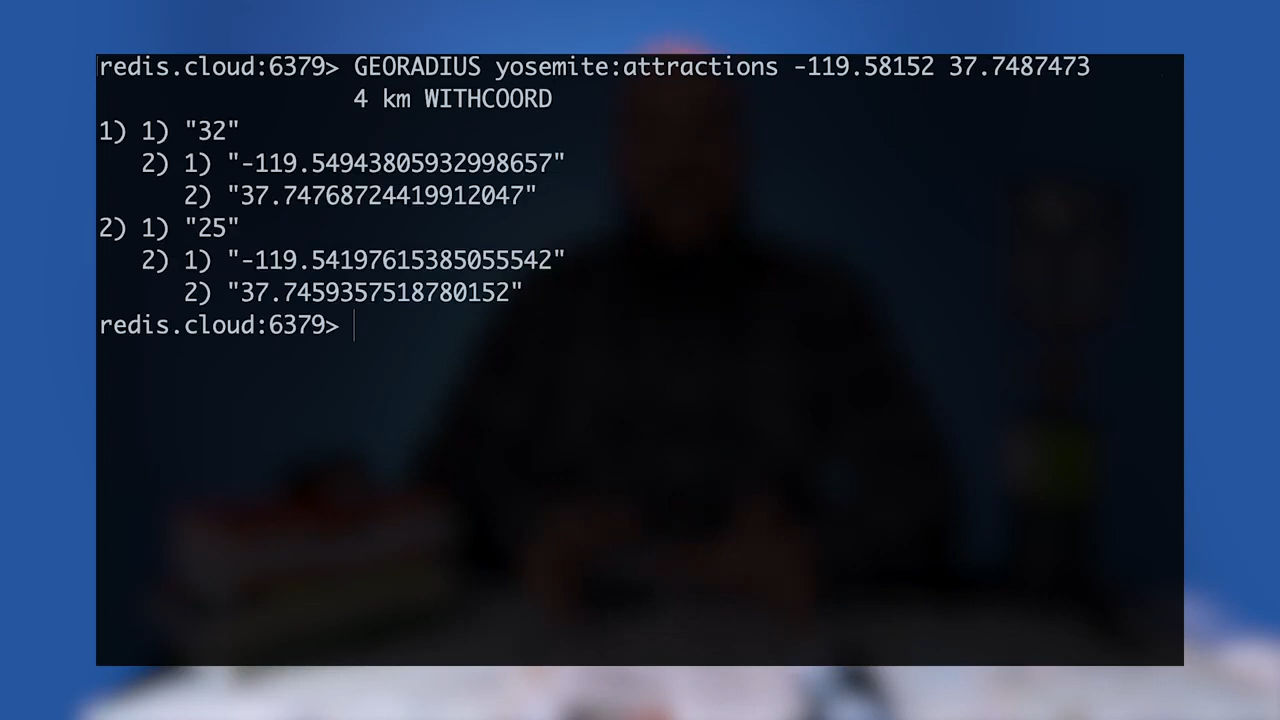 redis.cloud:6379> GEORADIUS yosemite:attractions -119.58152 37.7487473
4 km WITHCOORD
1) 1) "32"
2) 1) "-119.54943805932998657"
2) "37.74768724419912047"
2) 1) "25"
2) 1) "-119.54197615385055542"
2) "37.7459357518780152"
redis.cloud:6379>